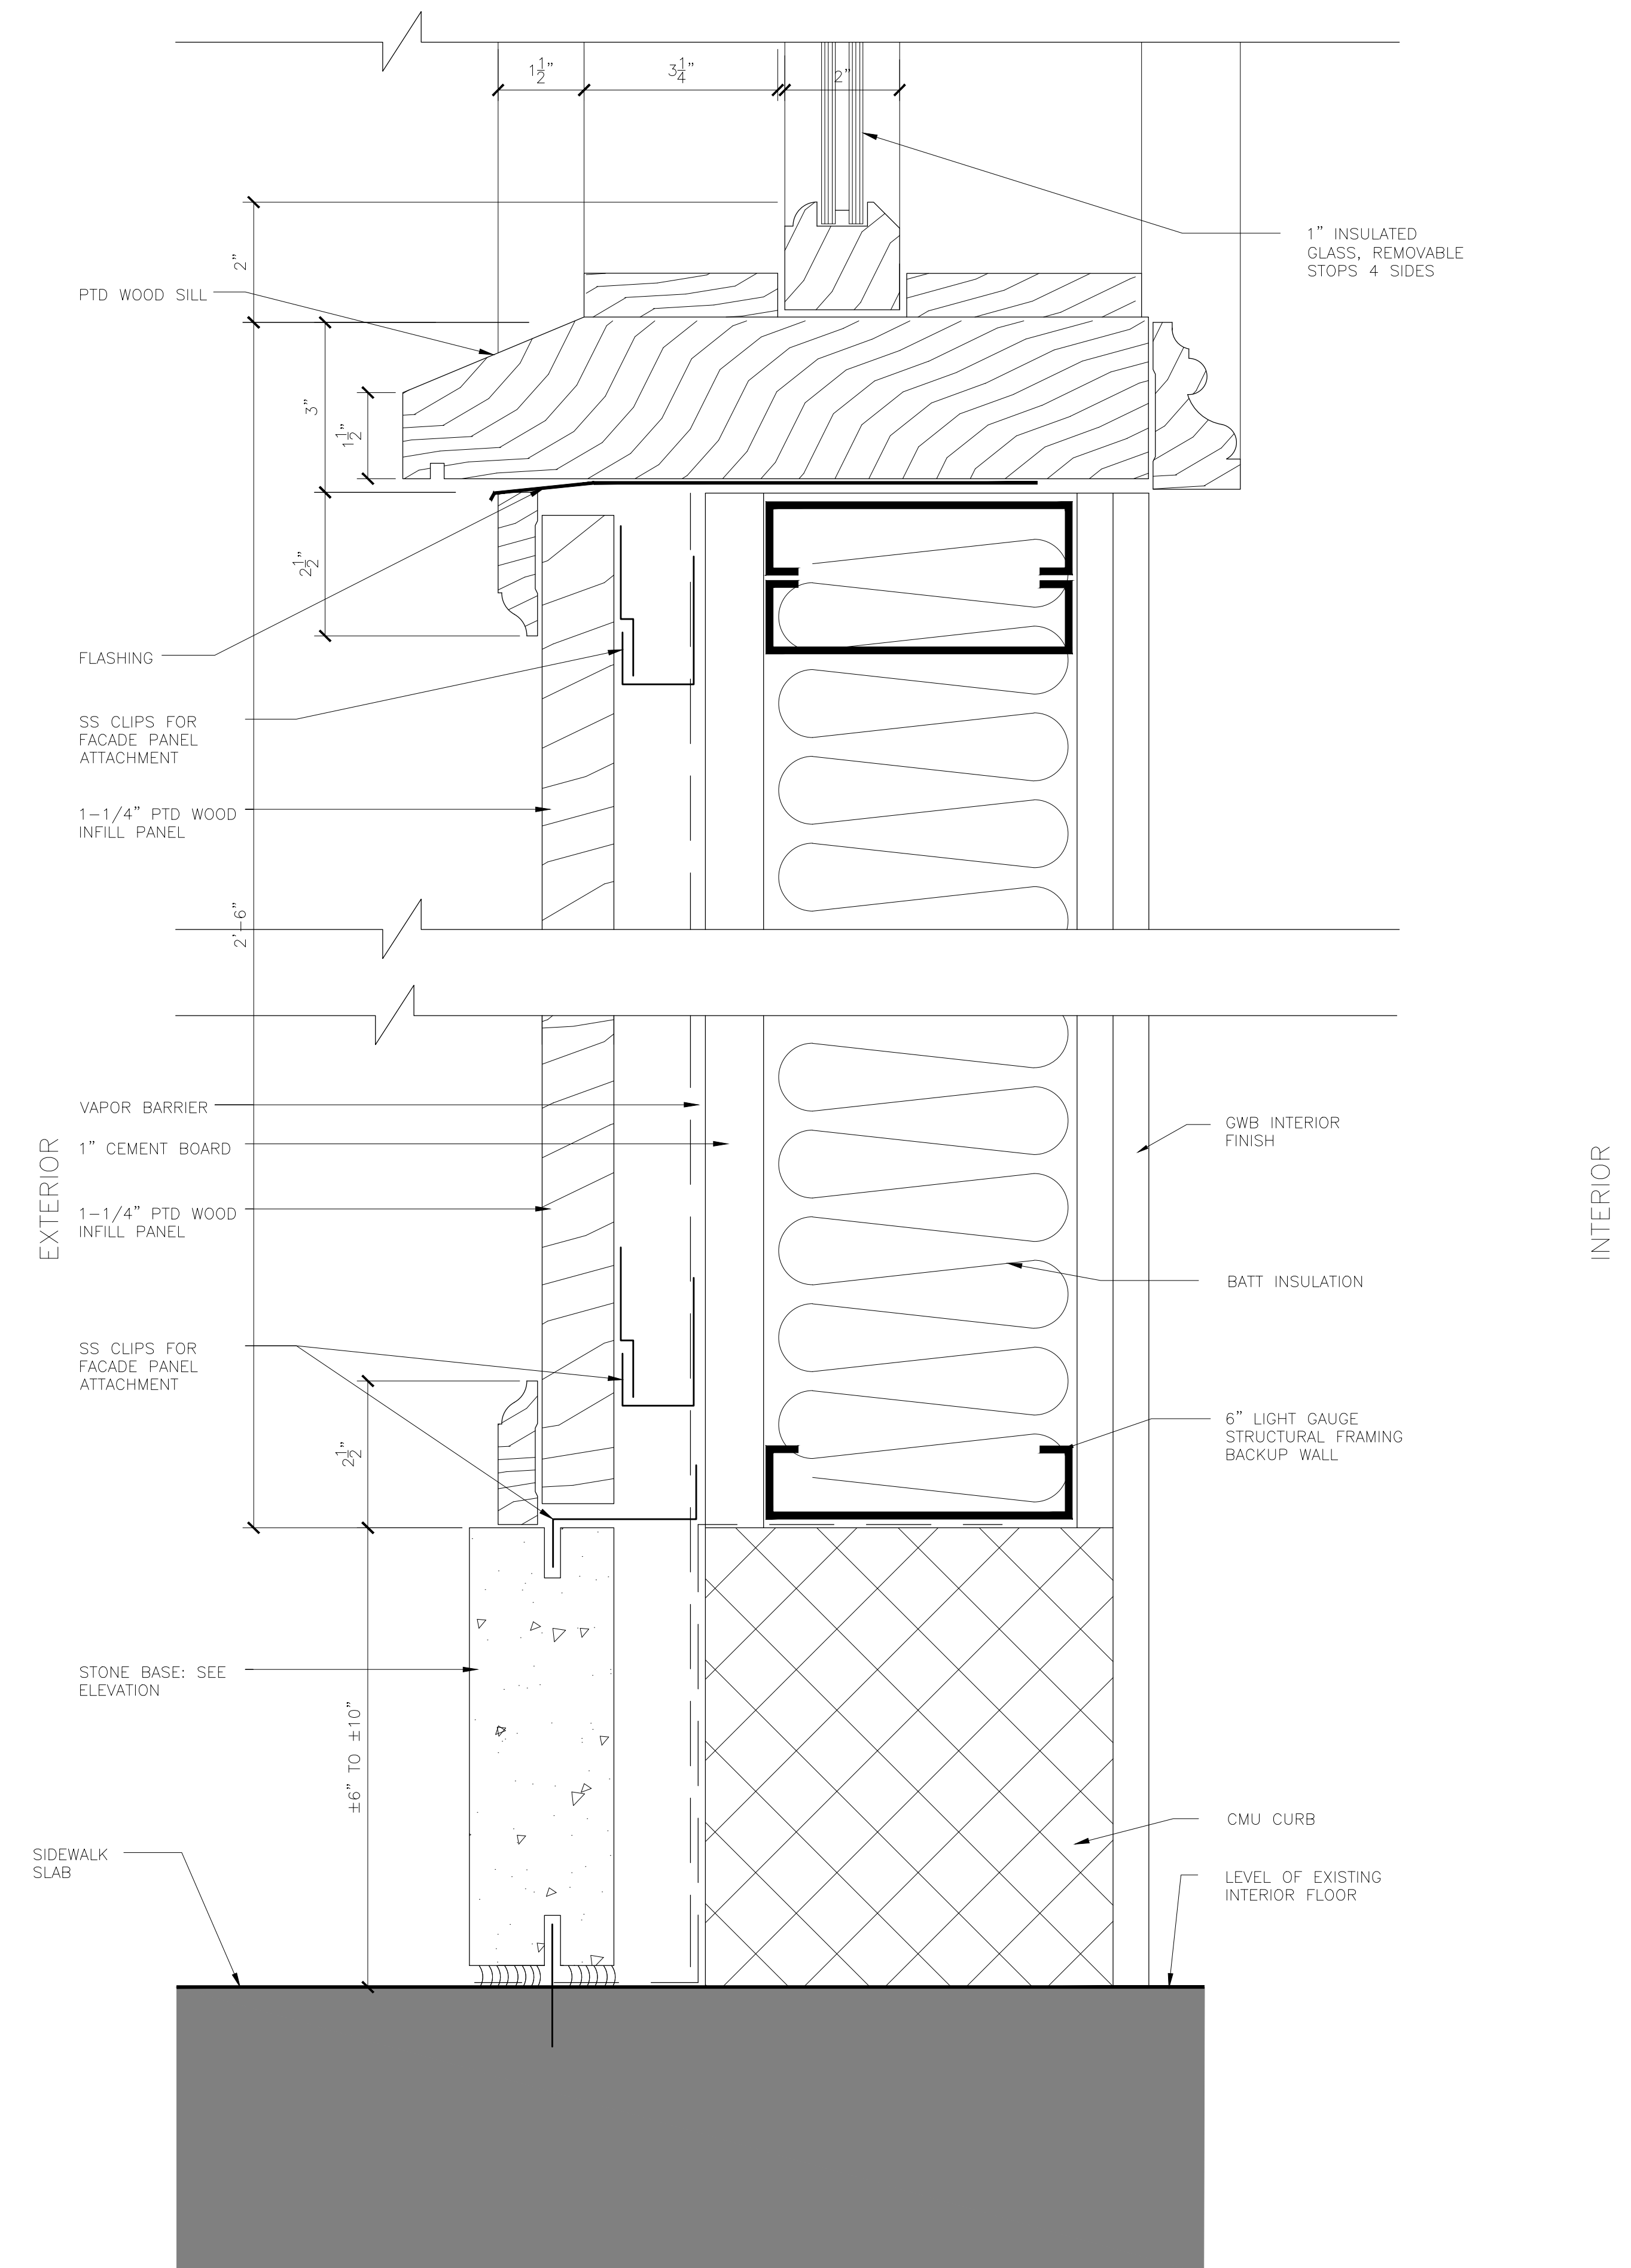 1 1/2”
3 1/4”
2”
1” INSULATED
GLASS, REMOVABLE
STOPS 4 SIDES
2”
PTD WOOD SILL
3”
1 1/2”
2 1/2”
FLASHING
SS CLIPS FOR
FACADE PANEL
ATTACHMENT
1-1/4” PTD WOOD
INFILL PANEL
2’-6”
VAPOR BARRIER
1” CEMENT BOARD
GWB INTERIOR
FINISH
EXTERIOR
INTERIOR
1-1/4” PTD WOOD
INFILL PANEL
BATT INSULATION
SS CLIPS FOR
FACADE PANEL
ATTACHMENT
2 1/2”
6” LIGHT GAUGE
STRUCTURAL FRAMING
BACKUP WALL
STONE BASE: SEE
ELEVATION
±6” TO ±10”
CMU CURB
SIDEWALK
SLAB
LEVEL OF EXISTING
INTERIOR FLOOR